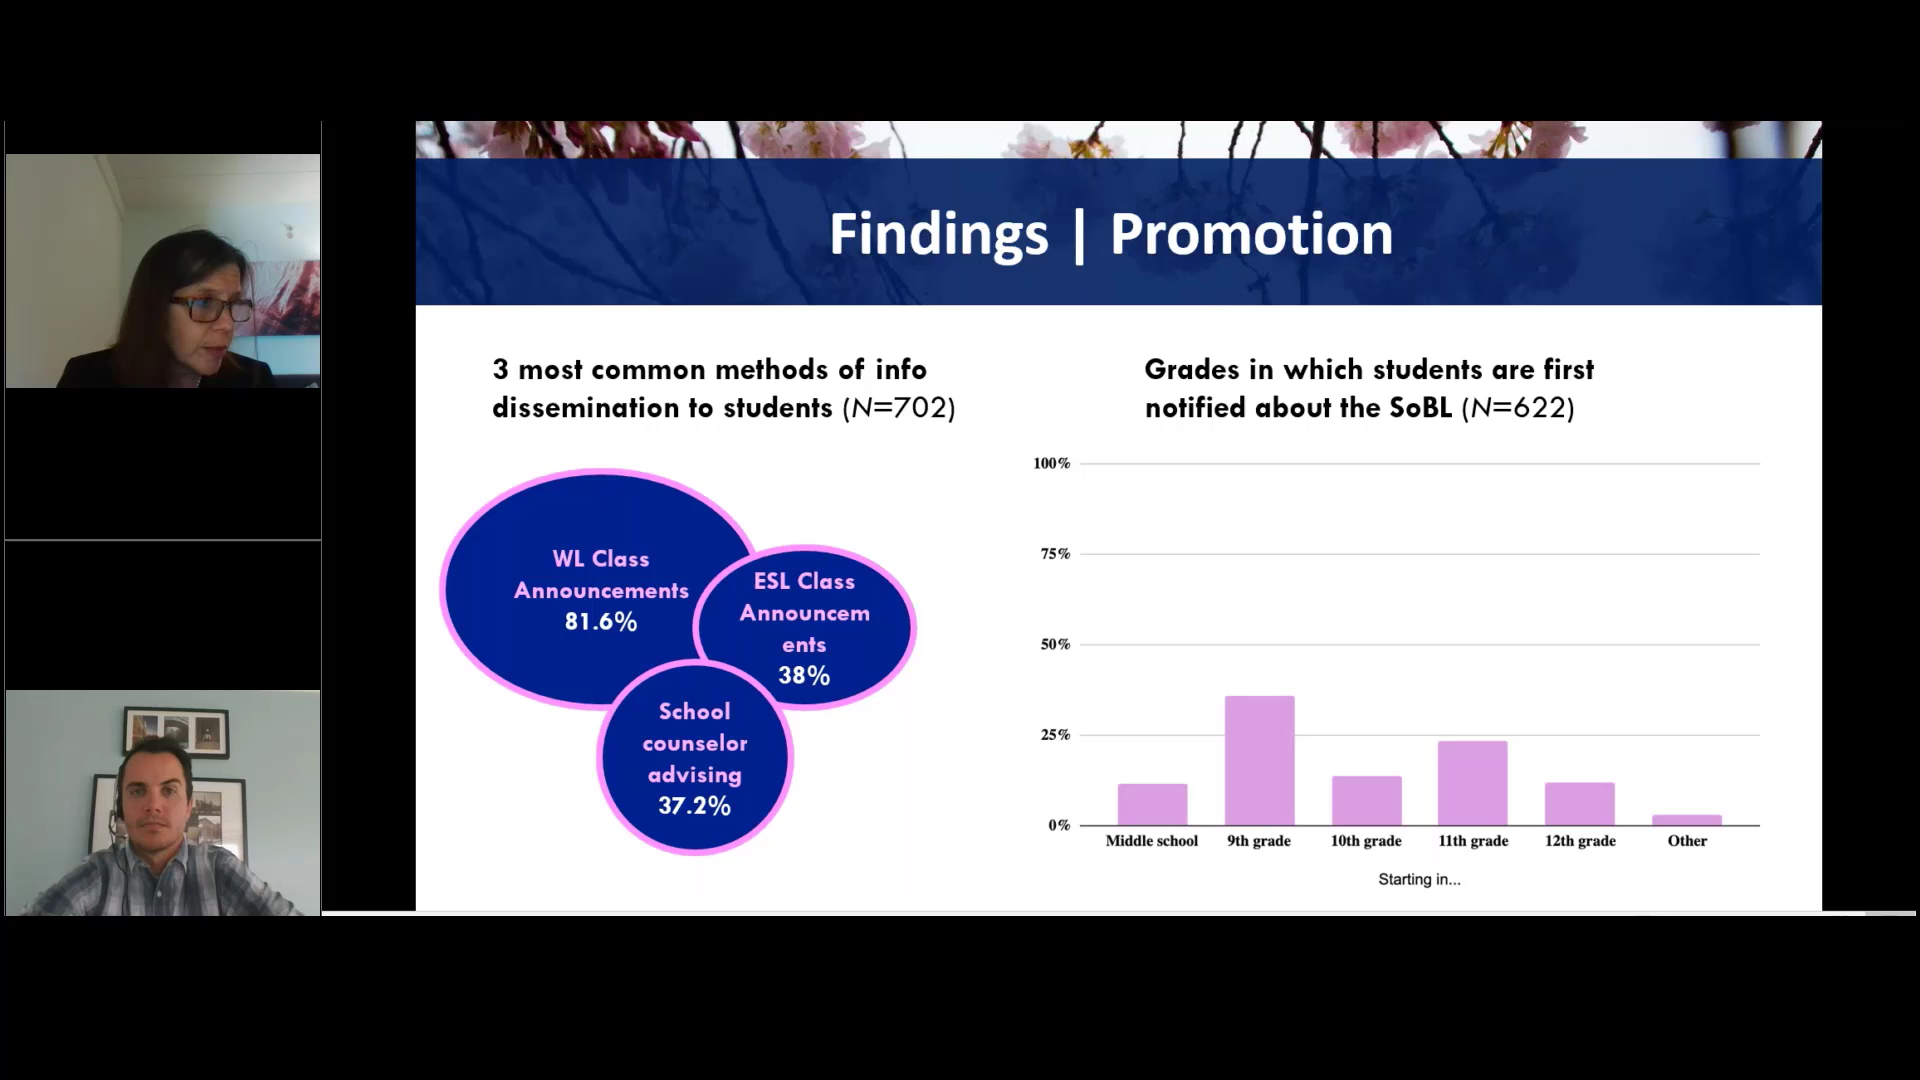 Findings | Promotion
3 most common methods of info
dissemination to students (N=702)
WL Class
Announcements
81.6%
ESL Class
Announcem
ents
38%
School
counselor
advising
37.2%
Grades in which students are first
notified about the SoBL (N=622)
100%
75%
50%
25%
0%
Middle school
9th grade
10th grade
11th grade
12th grade
Other
Starting in...